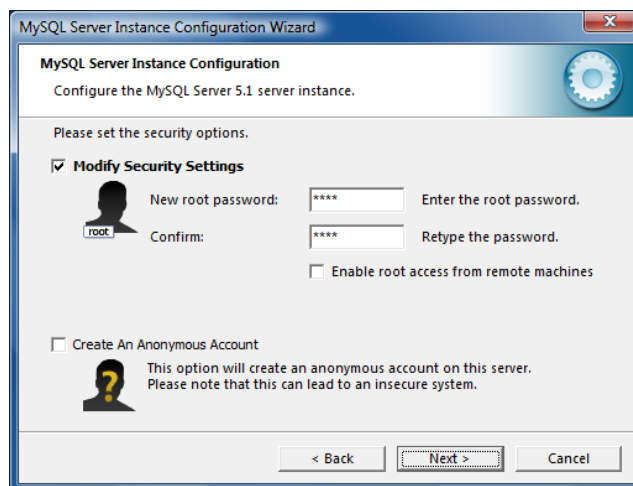 MySQL Server Instance Configuration Wizard
MySQL Server Instance Configuration
Configure the MySQL Server 5.1 server instance.
Please set the security options.
Modify Security Settings
New root password: **** Enter the root password.
root
Confirm: **** Retype the password.
Enable root access from remote machines
Create An Anonymous Account
This option will create an anonymous account on this server.
Please note that this can lead to an insecure system.
< Back Next > Cancel